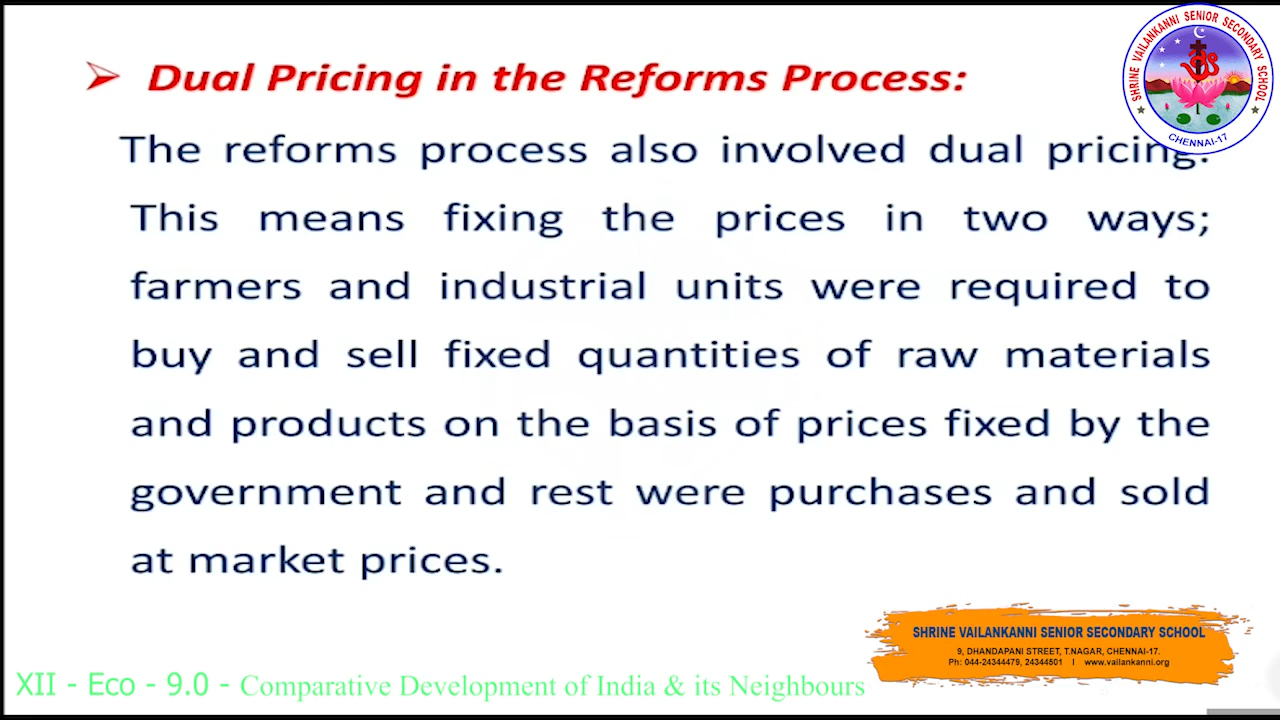 ➢ Dual Pricing in the Reforms Process:
The reforms process also involved dual pricing.
This means fixing the prices in two ways;
farmers and industrial units were required to
buy and sell fixed quantities of raw materials
and products on the basis of prices fixed by the
government and rest were purchases and sold
at market prices.
SHRINE VAILANKANNI SENIOR SECONDARY SCHOOL
CHENNAI-17
SHRINE VAILANKANNI SENIOR SECONDARY SCHOOL
9, DHANDAPANI STREET, T.NAGAR, CHENNAI-17.
Ph: 044-24344479, 24344501 I www.vailankanni.org
XII - Eco - 9.0 - Comparative Development of India & its Neighbours